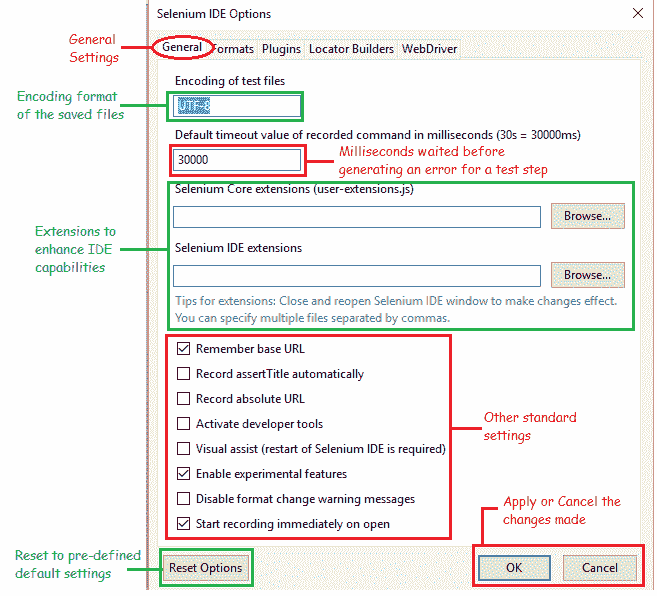 Selenium IDE Options
General
Settings
General Formats Plugins Locator Builders WebDriver
Encoding of test files
Encoding format
of the saved files
UTF-8
Default timeout value of recorded command in milliseconds (30s = 30000ms)
30000
Milliseconds waited before
generating an error for a test step
Selenium Core extensions (user-extensions.js)
Browse...
Extensions to
enhance IDE
capabilities
Selenium IDE extensions
Browse...
Tips for extensions: Close and reopen Selenium IDE window to make changes effect.
You can specify multiple files separated by commas.
Remember base URL
Record assertTitle automatically
Record absolute URL
Activate developer tools
Visual assist (restart of Selenium IDE is required)
Enable experimental features
Disable format change warning messages
Start recording immediately on open
Other standard
settings
Apply or Cancel the
changes made
Reset to pre-defined
default settings
Reset Options
OK
Cancel